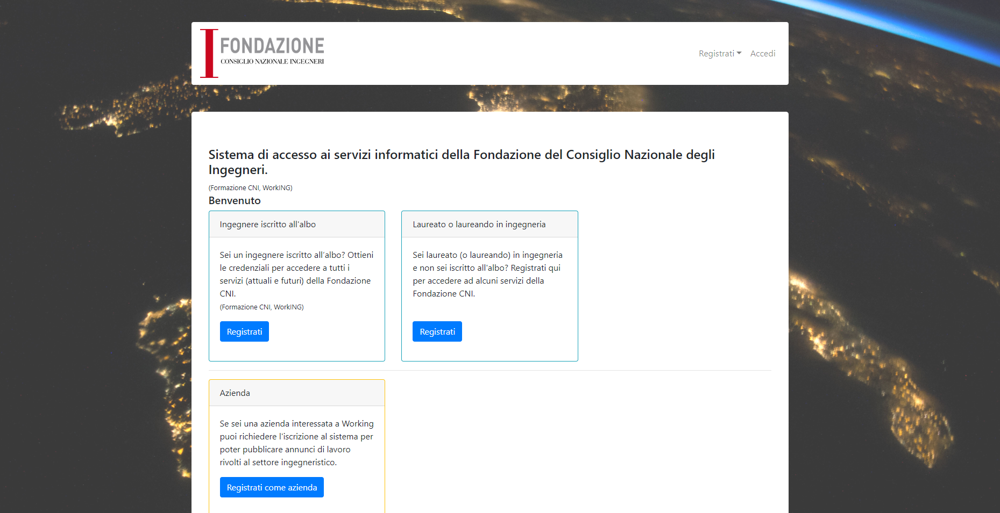 FONDAZIONE
CONSIGLIO NAZIONALE INGEGNERI
Registrati
Accedi
Sistema di accesso ai servizi informatici della Fondazione del Consiglio Nazionale degli
Ingegneri.
(Formazione CNI, WorkING)
Benvenuto
Ingegnere iscritto all'albo
Sei un ingegnere iscritto all'albo? Ottieni
le credenziali per accedere a tutti i
servizi (attuali e futuri) della Fondazione
CNI.
(Formazione CNI, WorkING)
Registrati
Laureato o laureando in ingegneria
Sei laureato (o laureando) in ingegneria
e non sei iscritto all'albo? Registrati qui
per accedere ad alcuni servizi della
Fondazione CNI.
Registrati
Azienda
Se sei una azienda interessata a Working
puoi richiedere l'iscrizione al sistema per
poter pubblicare annunci di lavoro
rivolti al settore ingegneristico.
Registrati come azienda